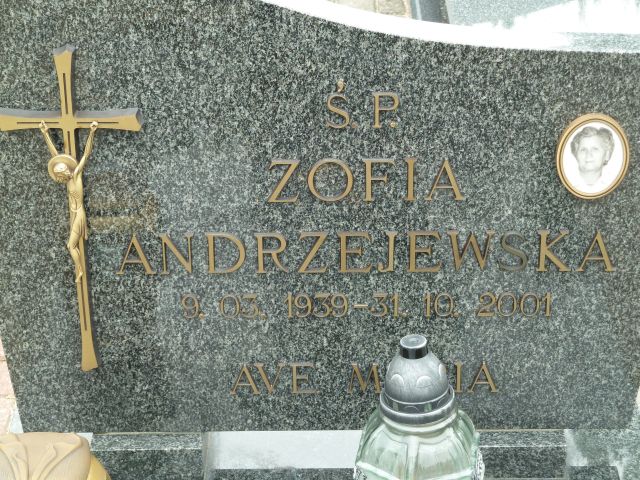 Ś. P.
ZOFIA
ANDRZEJEWSKA
9. 03. 1939-31. 10. 2001
AVE